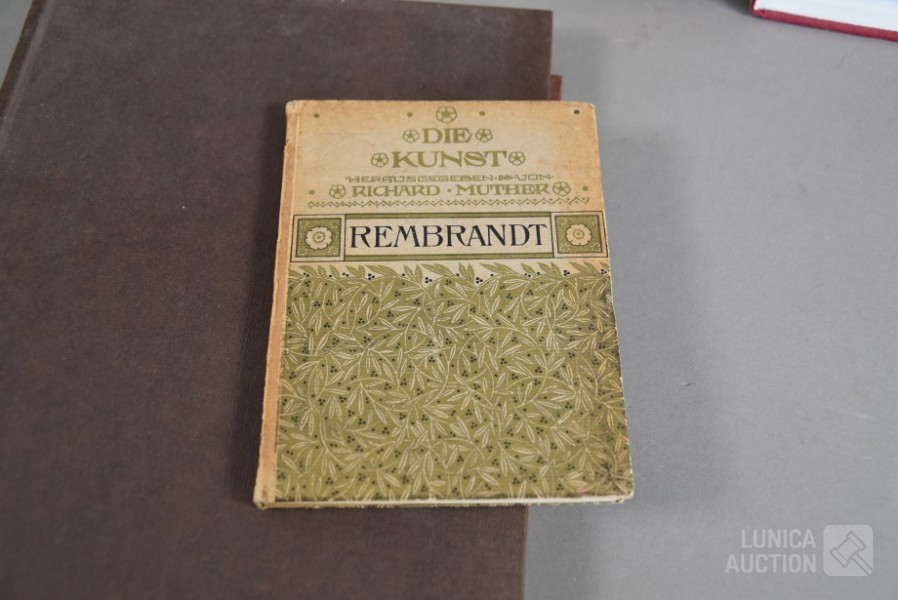 DIE
KUNST
HERAUSGEGEBEN VON
RICHARD · MUTHER
REMBRANDT
LUNICA
AUCTION